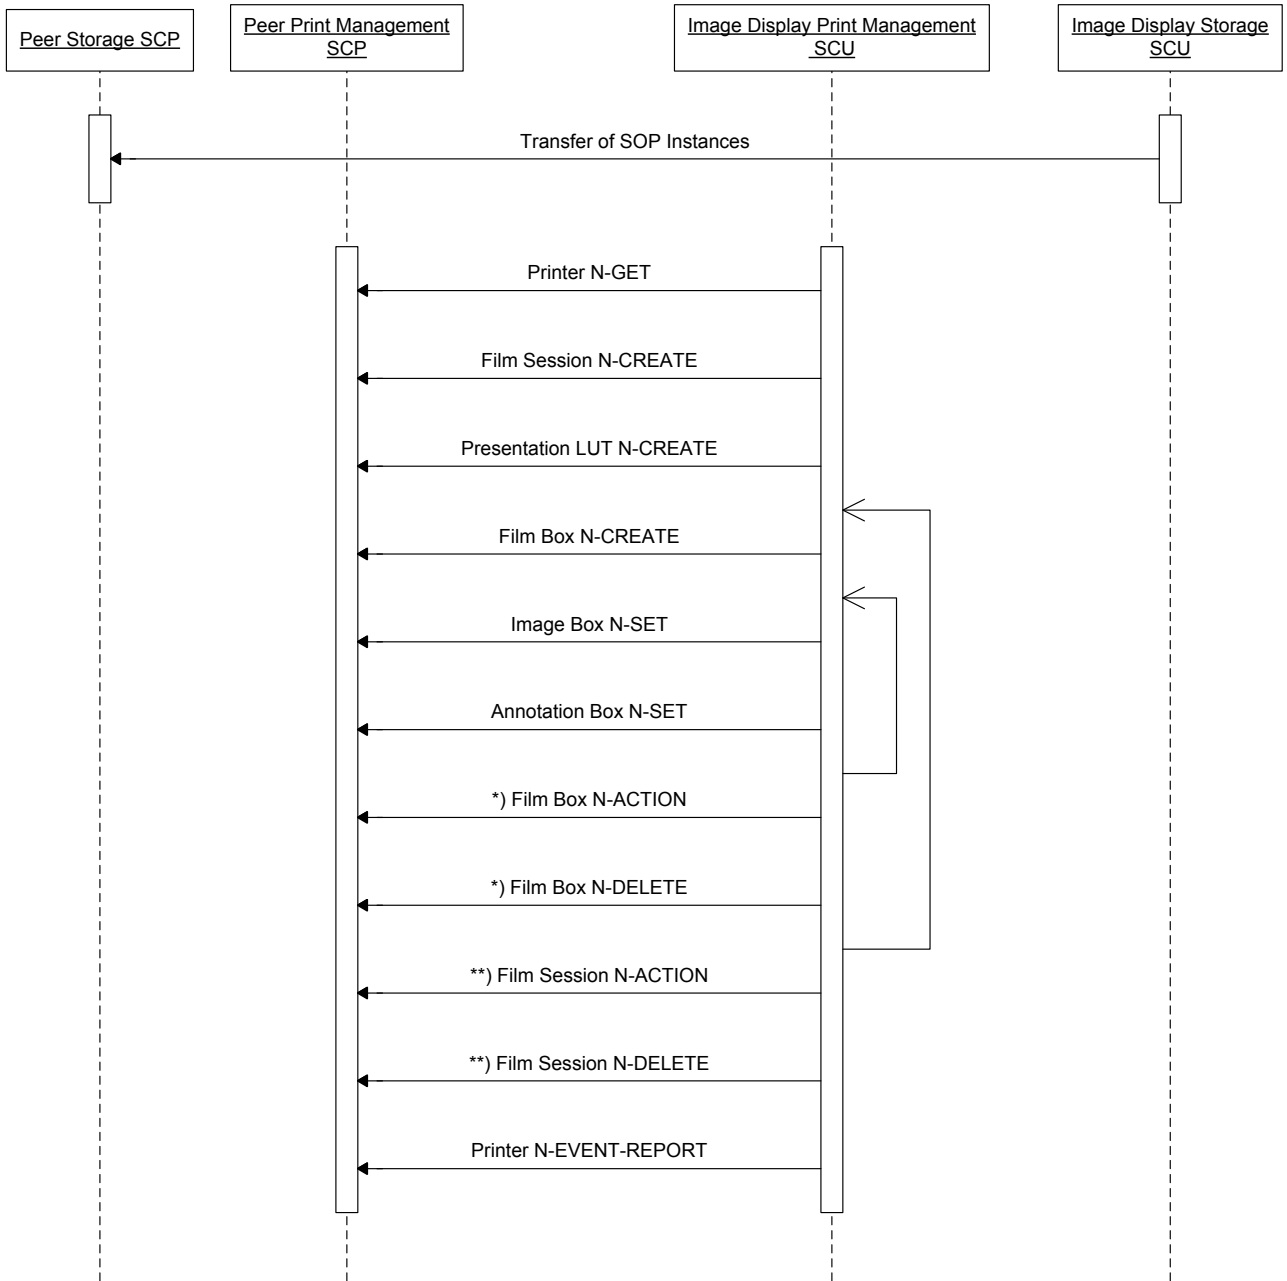 Peer Storage SCP
Peer Print Management
SCP
Image Display Print Management
SCU
Image Display Storage
SCU
Transfer of SOP Instances
Printer N-GET
Film Session N-CREATE
Presentation LUT N-CREATE
Film Box N-CREATE
Image Box N-SET
Annotation Box N-SET
*) Film Box N-ACTION
*) Film Box N-DELETE
**) Film Session N-ACTION
**) Film Session N-DELETE
Printer N-EVENT-REPORT